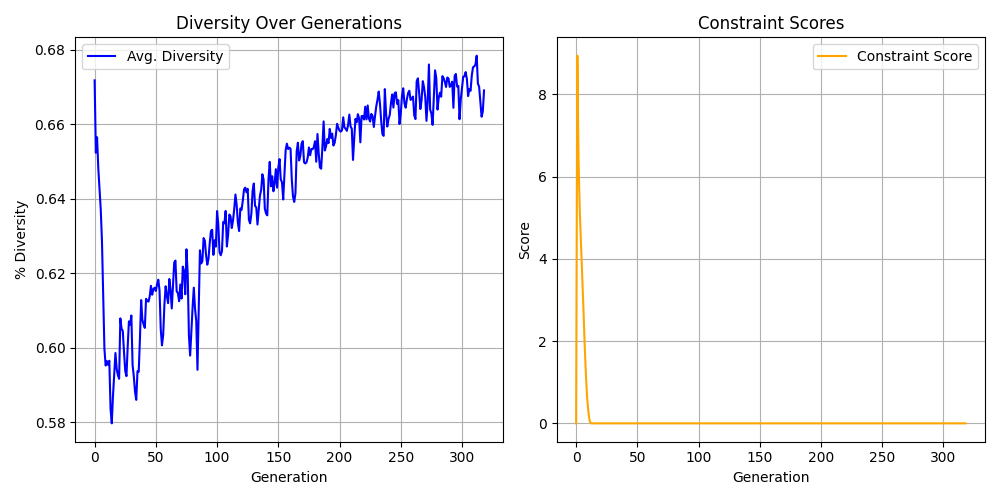 Diversity Over Generations
Avg. Diversity
% Diversity
0.68
0.66
0.64
0.62
0.60
0.58
0 50 100 150 200 250 300
Generation
Constraint Scores
Constraint Score
Score
8
6
4
2
0
0 50 100 150 200 250 300
Generation